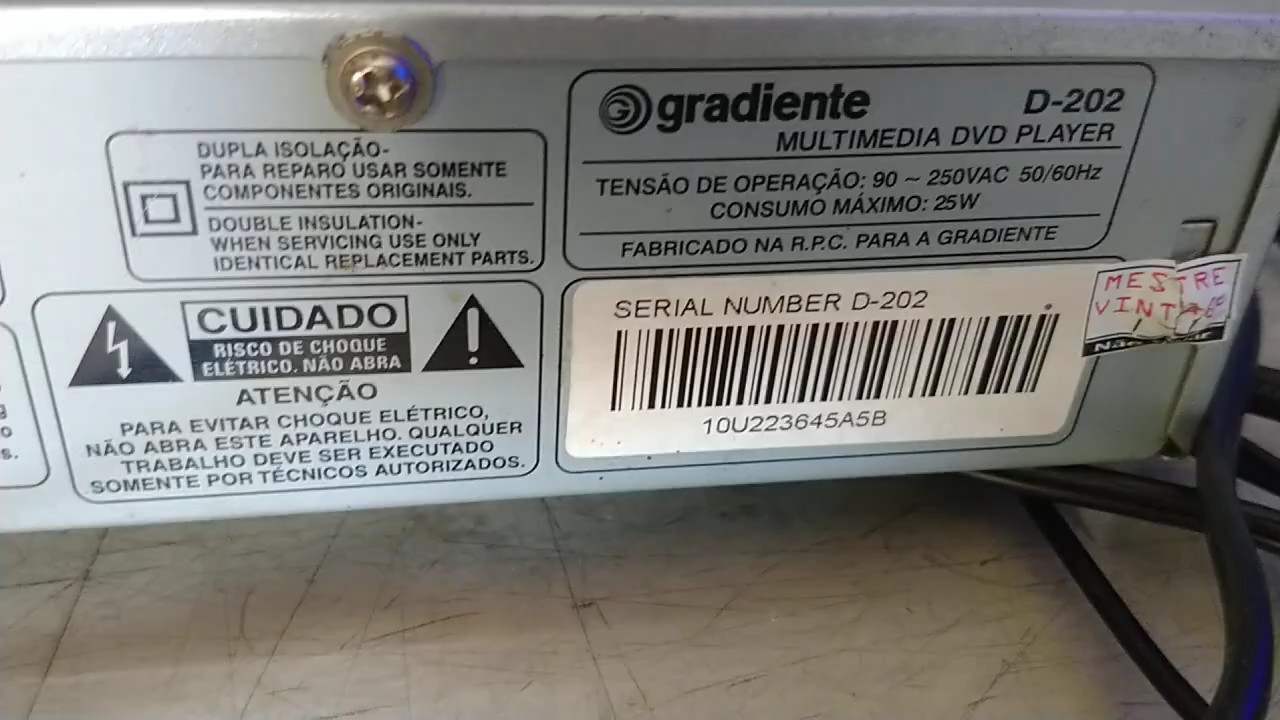 gradiente D-202
MULTIMEDIA DVD PLAYER
TENSÃO DE OPERAÇÃO: 90 ~ 250VAC 50/60Hz
CONSUMO MÁXIMO: 25W
FABRICADO NA R.P.C. PARA A GRADIENTE
DUPLA ISOLAÇÃO-
PARA REPARO USAR SOMENTE
COMPONENTES ORIGINAIS.
DOUBLE INSULATION-
WHEN SERVICING USE ONLY
IDENTICAL REPLACEMENT PARTS.
CUIDADO
RISCO DE CHOQUE
ELÉTRICO. NÃO ABRA
ATENÇÃO
PARA EVITAR CHOQUE ELÉTRICO,
NÃO ABRA ESTE APARELHO. QUALQUER
TRABALHO DEVE SER EXECUTADO
SOMENTE POR TÉCNICOS AUTORIZADOS.
SERIAL NUMBER D-202
10U223645A5B
MESTRE